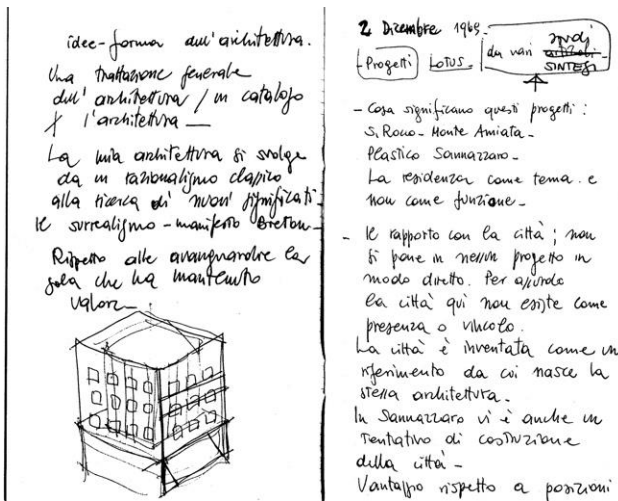 idee-forma dell'architettura.
Una trattazione generale
dell'architettura / un catalogo
x l'architettura —
La mia architettura si svolge
da un razionalismo classico
alla ricerca di nuovi significati.
Il surrealismo - manifesto Breton -
Rispetto alle avanguardie la
sola che ha mantenuto
valore -
2 Dicembre 1969 -
Progetti LOTUS - da vari studi
articoli
SINTESI
- Cosa significano questi progetti :
S. Rocco - Monte Amiata -
Plastico Sannazzaro -
La residenza come tema e
non come funzione -
- Il rapporto con la città ; non
si pone in nessun progetto in
modo diretto. Per assurdo
la città qui non esiste come
presenza o vincolo.
La città è inventata come un
riferimento da cui nasce la
stessa architettura.
In Sannazzaro vi è anche un
tentativo di costruzione
della città -
Vantaggio rispetto a posizioni